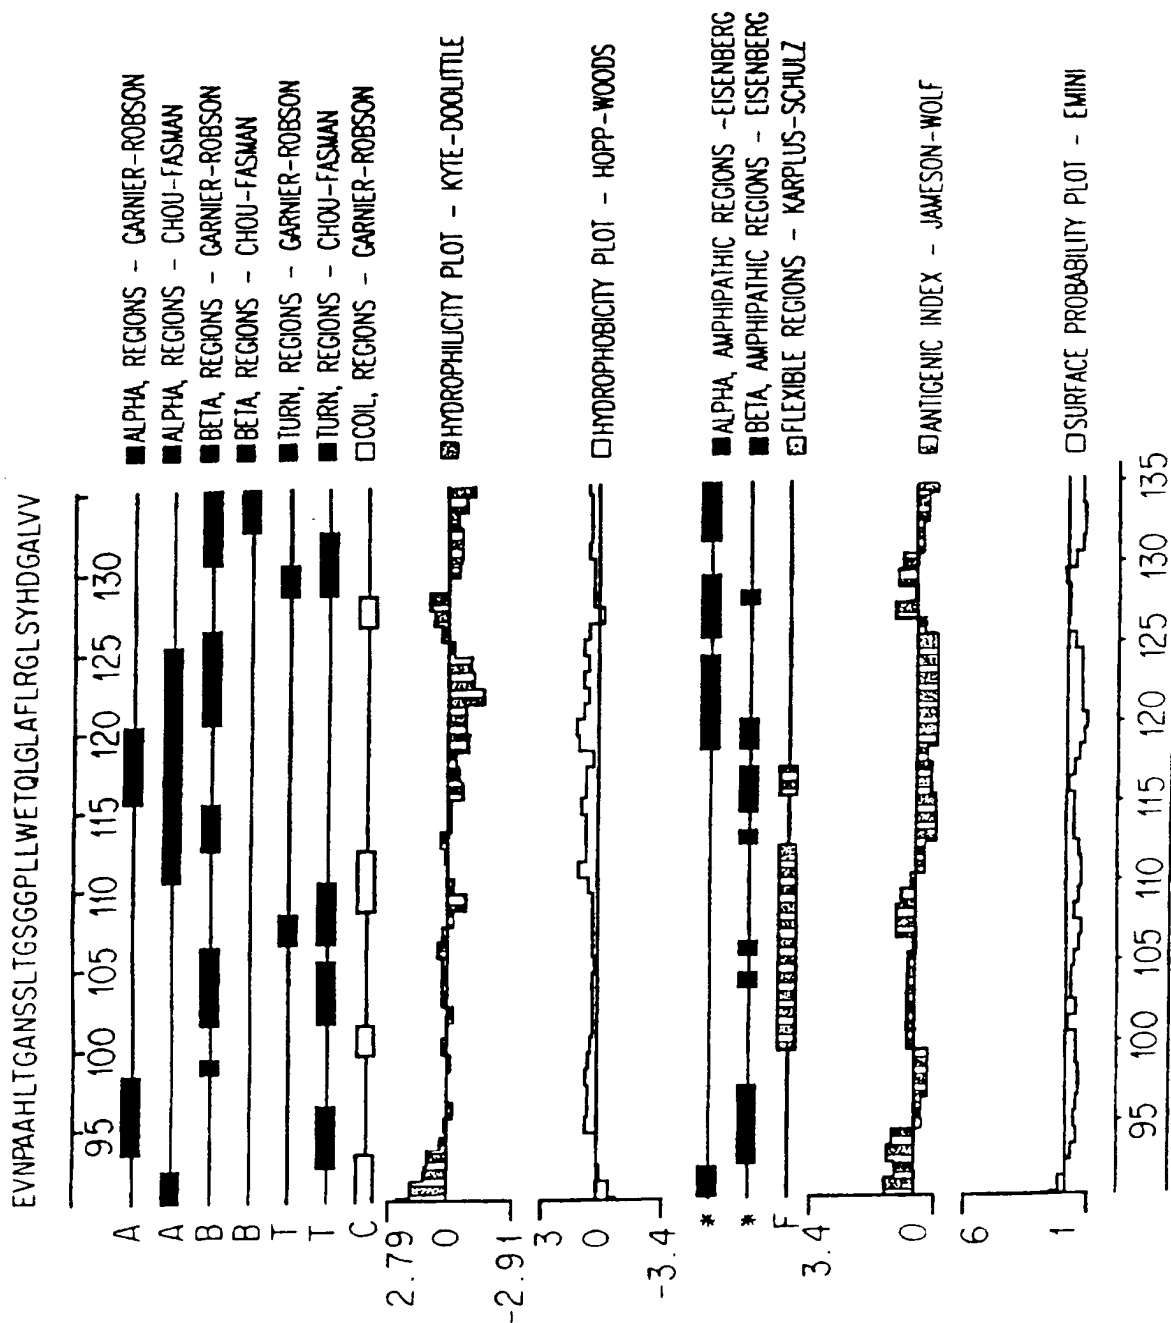 EVNPAAHLTGANSSLTGSGGPLLWETQLGLAFLRGLSYHDGALVV
95 100 105 110 115 120 125 130
A ALPHA, REGIONS - GARNIER-ROBSON
A ALPHA, REGIONS - CHOU-FASMAN
B BETA, REGIONS - GARNIER-ROBSON
B BETA, REGIONS - CHOU-FASMAN
T TURN, REGIONS - GARNIER-ROBSON
T TURN, REGIONS - CHOU-FASMAN
C COIL, REGIONS - GARNIER-ROBSON
2.79
0 HYDROPHILICITY PLOT - KYTE-DOOLITTLE
-2.91
3
0 HYDROPHOBICITY PLOT - HOPP-WOODS
-3.4
* ALPHA, AMPHIPATHIC REGIONS -EISENBERG
* BETA, AMPHIPATHIC REGIONS - EISENBERG
F FLEXIBLE REGIONS - KARPLUS-SCHULZ
3.4
0 ANTIGENIC INDEX - JAMESON-WOLF
6
1 SURFACE PROBABILITY PLOT - EMINI
95 100 105 110 115 120 125 130 135